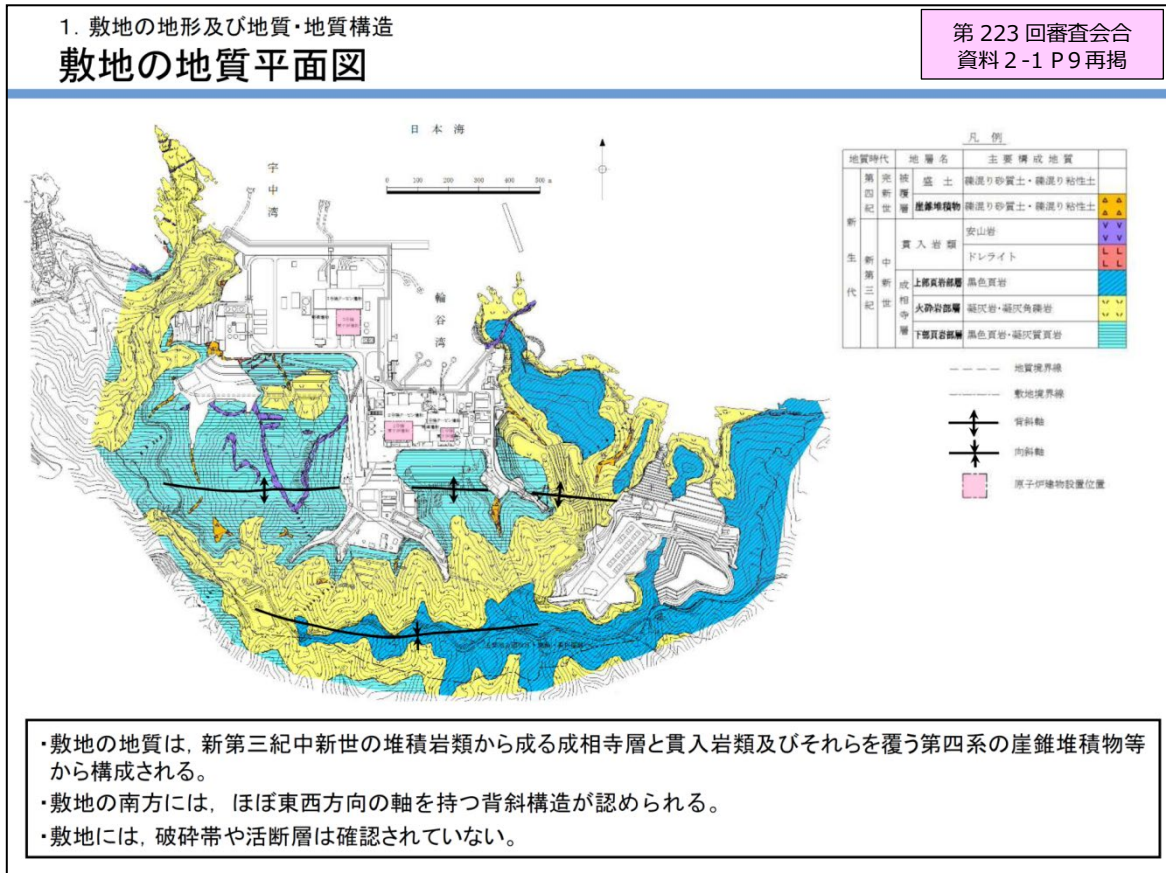 1. 敷地の地形及び地質・地質構造
敷地の地質平面図
第 223 回審査会合
資料２-1 P９再掲
日 本 海
宇
中
湾
輪
谷
湾
0 100 200 300 400 500 m
凡 例
地質時代 地 層 名 主 要 構 成 地 質
新 生 代
第四紀 完新世 被覆層 盛 土 礫混り砂質土・礫混り粘性土
崖錐堆積物 礫混り砂質土・礫混り粘性土
新第三紀 中新世 貫 入 岩 類 安山岩
ドレライト
成相寺層 上部頁岩部層 黒色頁岩
火砕岩部層 凝灰岩・凝灰角礫岩
下部頁岩部層 黒色頁岩・凝灰質頁岩
地質境界線
敷地境界線
背斜軸
向斜軸
原子炉建物設置位置
・敷地の地質は，新第三紀中新世の堆積岩類から成る成相寺層と貫入岩類及びそれらを覆う第四系の崖錐堆積物等
から構成される。
・敷地の南方には， ほぼ東西方向の軸を持つ背斜構造が認められる。
・敷地には，破砕帯や活断層は確認されていない。